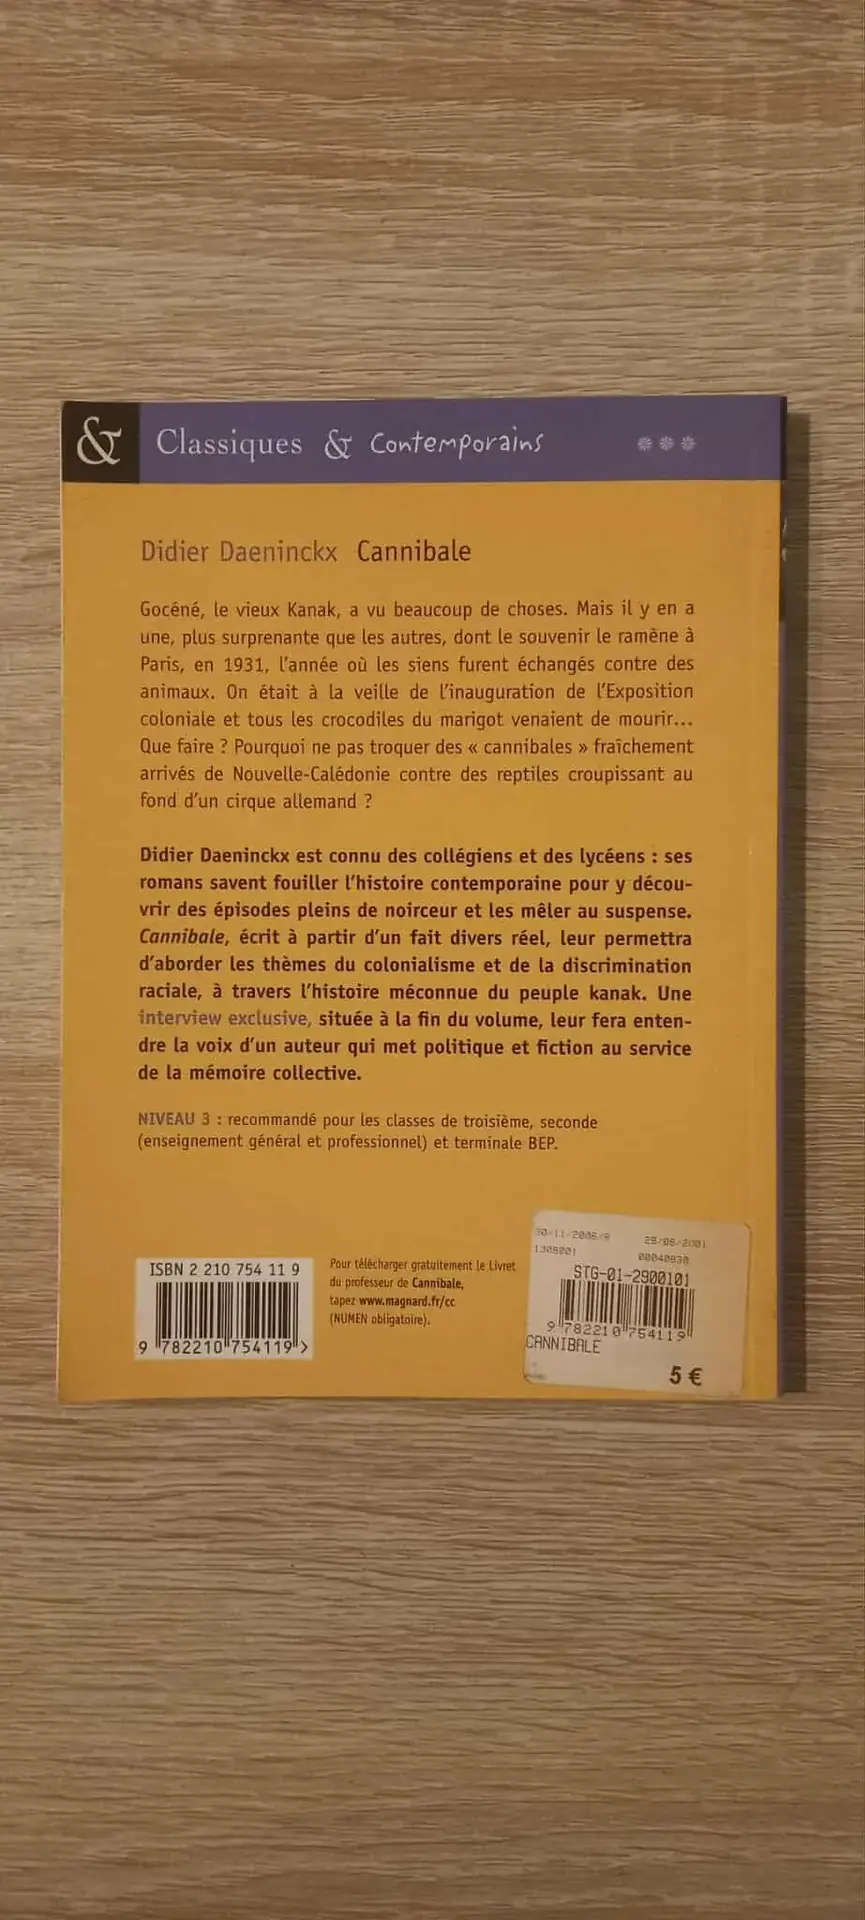 & Classiques & Contemporains ***
Didier Daeninckx Cannibale
Gocéné, le vieux Kanak, a vu beaucoup de choses. Mais il y en a
une, plus surprenante que les autres, dont le souvenir le ramène à
Paris, en 1931, l'année où les siens furent échangés contre des
animaux. On était à la veille de l'inauguration de l'Exposition
coloniale et tous les crocodiles du marigot venaient de mourir...
Que faire ? Pourquoi ne pas troquer des « cannibales » fraîchement
arrivés de Nouvelle-Calédonie contre des reptiles croupissant au
fond d'un cirque allemand ?
Didier Daeninckx est connu des collégiens et des lycéens : ses
romans savent fouiller l'histoire contemporaine pour y décou-
vrir des épisodes pleins de noirceur et les mêler au suspense.
Cannibale, écrit à partir d'un fait divers réel, leur permettra
d'aborder les thèmes du colonialisme et de la discrimination
raciale, à travers l'histoire méconnue du peuple kanak. Une
interview exclusive, située à la fin du volume, leur fera enten-
dre la voix d'un auteur qui met politique et fiction au service
de la mémoire collective.
NIVEAU 3 : recommandé pour les classes de troisième, seconde
(enseignement général et professionnel) et terminale BEP.
ISBN 2 210 754 11 9
9 782210 754119 >
Pour télécharger gratuitement le Livret
du professeur de Cannibale,
tapez www.magnard.fr/cc
(NUMEN obligatoire).
STG-01-2900101
9 782210 754119
CANNIBALE
5 €